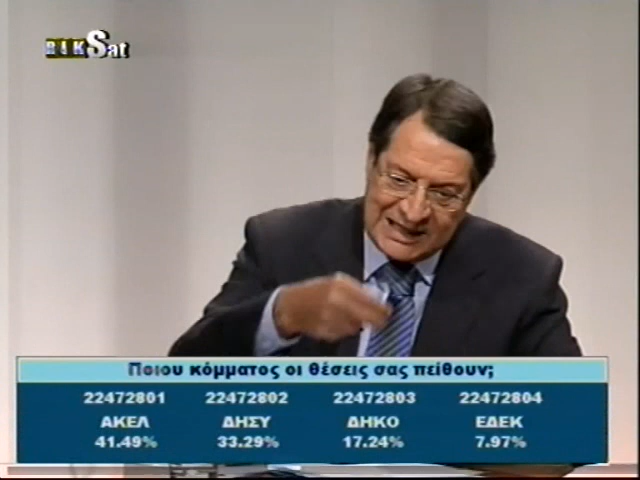 RIKSat
Ποιου κόμματος οι θέσεις σας πείθουν;
22472801 22472802 22472803 22472804
ΑΚΕΛ ΔΗΣΥ ΔΗΚΟ ΕΔΕΚ
41.49% 33.29% 17.24% 7.97%